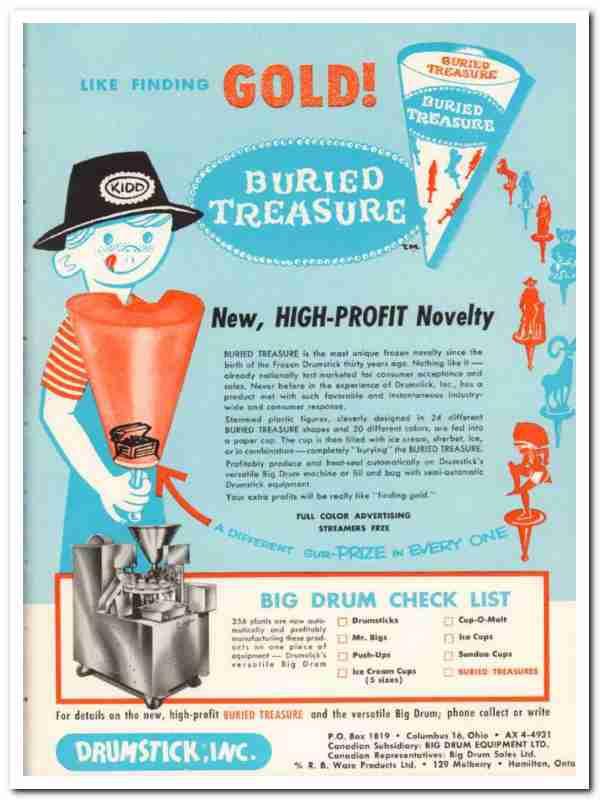 LIKE FINDING GOLD!
BURIED
TREASURE
BURIED
TREASURE
KIDD
BURIED
TREASURE
T.M.
New, HIGH-PROFIT Novelty
BURIED TREASURE is the most unique frozen novelty since the
birth of the Frozen Drumstick thirty years ago. Nothing like it —
already nationally test marketed for consumer acceptance and
sales. Never before in the experience of Drumstick, Inc., has a
product met with such favorable and instantaneous industry-
wide and consumer response.
Stemmed plastic figures, cleverly designed in 24 different
BURIED TREASURE shapes and 20 different colors, are fed into
a paper cup. The cup is then filled with ice cream, sherbet, ice,
or in combination — completely "burying" the BURIED TREASURE.
Profitably produce and heat-seal automatically on Drumstick's
versatile Big Drum machine or fill and bag with semi-automatic
Drumstick equipment.
Your extra profits will be really like "finding gold."
FULL COLOR ADVERTISING
STREAMERS FREE
A DIFFERENT SUR-PRIZE IN EVERY ONE
BIG DRUM CHECK LIST
256 plants are now auto-
matically and profitably
manufacturing these prod-
ucts on one piece of
equipment — Drumstick's
versatile Big Drum
Drumsticks
Mr. Bigs
Push-Ups
Ice Cream Cups
(5 sizes)
Cup-O-Malt
Ice Cups
Sundae Cups
BURIED TREASURES
For details on the new, high-profit BURIED TREASURE and the versatile Big Drum; phone collect or write
DRUMSTICK, INC.
P.O. Box 1819 • Columbus 16, Ohio • AX 4-4921
Canadian Subsidiary: BIG DRUM EQUIPMENT LTD.
Canadian Representatives: Big Drum Sales Ltd.
% R. B. Ware Products Ltd. • 129 Mulberry • Hamilton, Onta